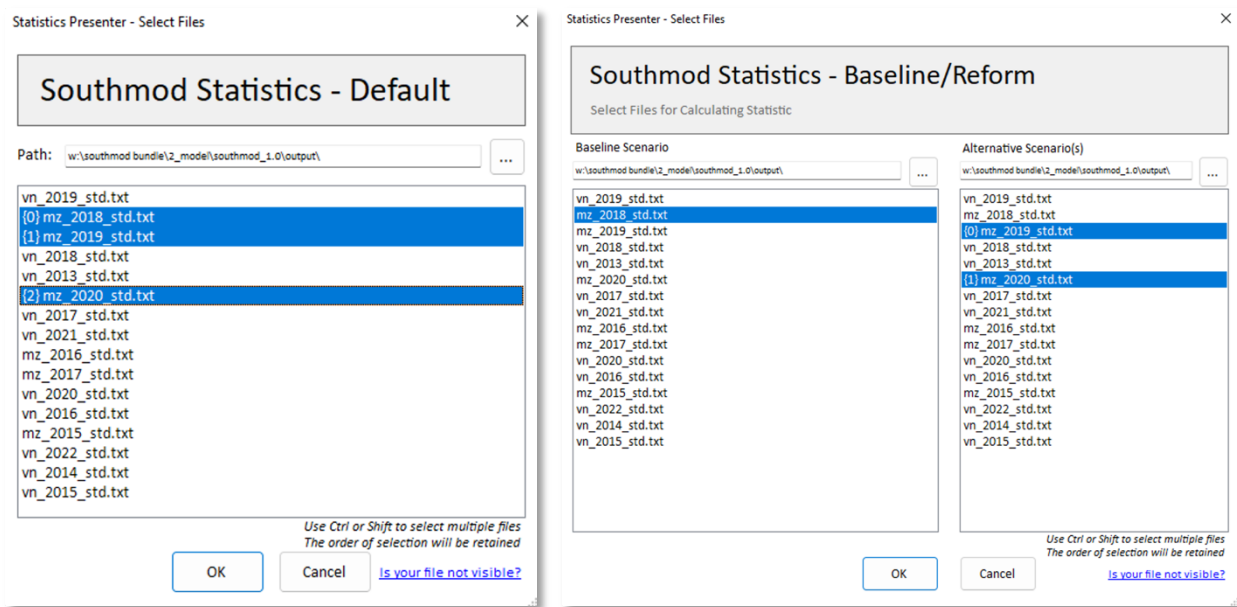 Statistics Presenter - Select Files
Southmod Statistics - Default
Path: w:\southmod bundle\2_model\southmod_1.0\output\ ...
vn_2019_std.txt
{0} mz_2018_std.txt
{1} mz_2019_std.txt
vn_2018_std.txt
vn_2013_std.txt
{2} mz_2020_std.txt
vn_2017_std.txt
vn_2021_std.txt
mz_2016_std.txt
mz_2017_std.txt
vn_2020_std.txt
vn_2016_std.txt
mz_2015_std.txt
vn_2022_std.txt
vn_2014_std.txt
vn_2015_std.txt
Use Ctrl or Shift to select multiple files
The order of selection will be retained
OK Cancel Is your file not visible?
Statistics Presenter - Select Files
Southmod Statistics - Baseline/Reform
Select Files for Calculating Statistic
Baseline Scenario
w:\southmod bundle\2_model\southmod_1.0\output\ ...
vn_2019_std.txt
mz_2018_std.txt
mz_2019_std.txt
vn_2018_std.txt
vn_2013_std.txt
mz_2020_std.txt
vn_2017_std.txt
vn_2021_std.txt
mz_2016_std.txt
mz_2017_std.txt
vn_2020_std.txt
vn_2016_std.txt
mz_2015_std.txt
vn_2022_std.txt
vn_2014_std.txt
vn_2015_std.txt
Alternative Scenario(s)
w:\southmod bundle\2_model\southmod_1.0\output\ ...
vn_2019_std.txt
mz_2018_std.txt
{0} mz_2019_std.txt
vn_2018_std.txt
vn_2013_std.txt
{1} mz_2020_std.txt
vn_2017_std.txt
vn_2021_std.txt
mz_2016_std.txt
mz_2017_std.txt
vn_2020_std.txt
vn_2016_std.txt
mz_2015_std.txt
vn_2022_std.txt
vn_2014_std.txt
vn_2015_std.txt
Use Ctrl or Shift to select multiple files
The order of selection will be retained
OK Cancel Is your file not visible?